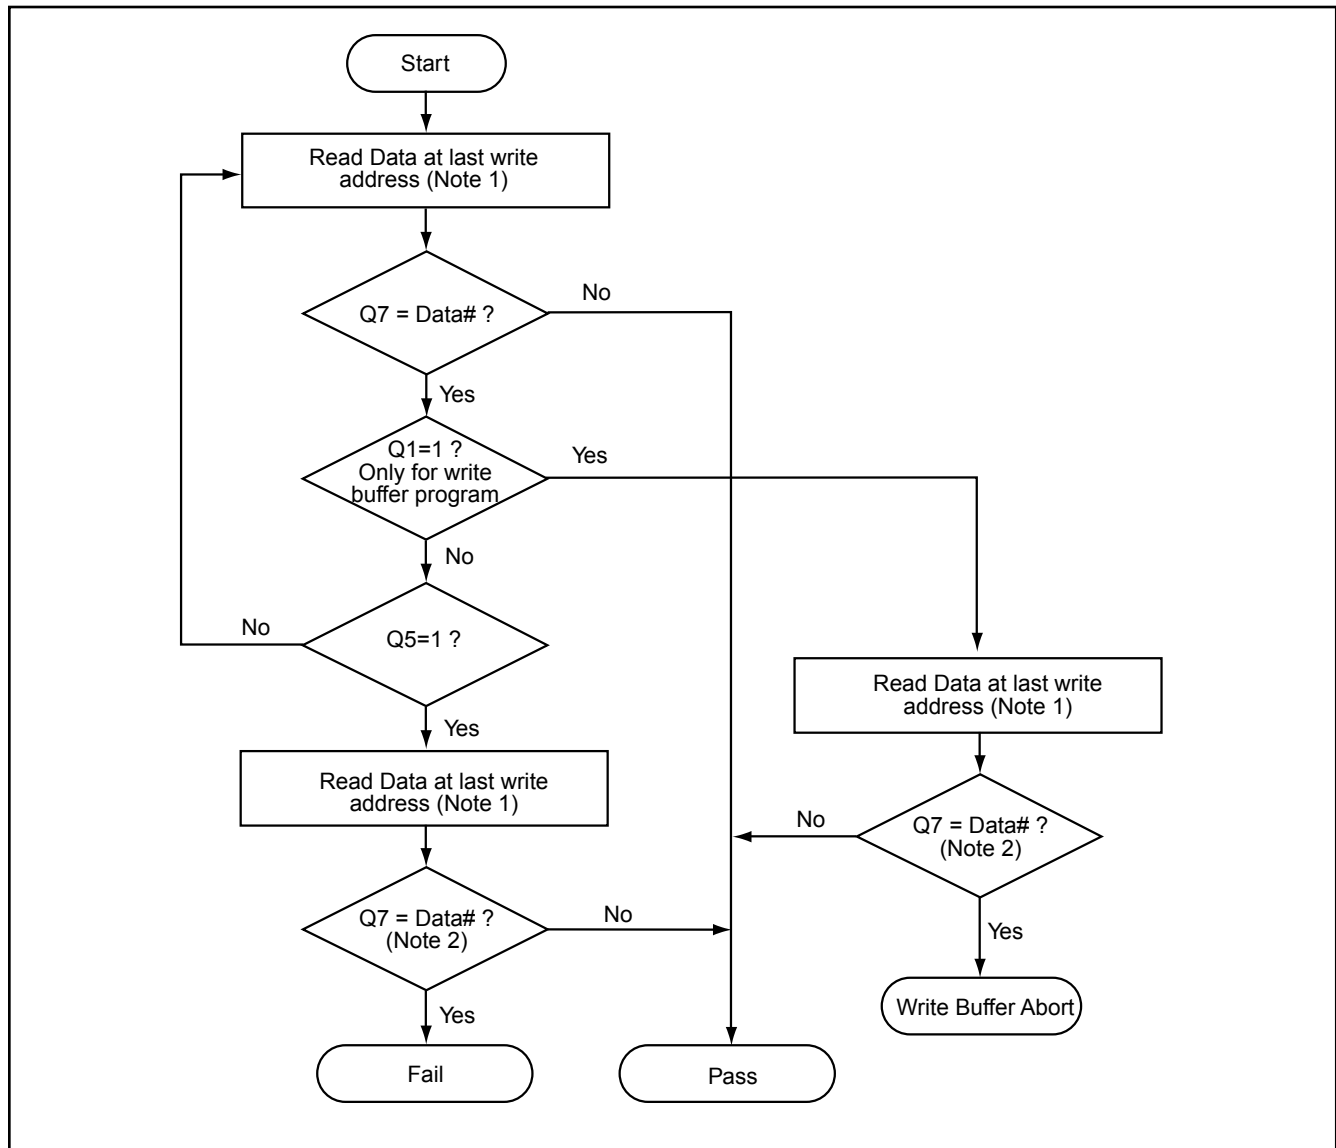 Start
Read Data at last write
address (Note 1)
Q7 = Data# ?
No
Yes
Q1=1 ?
Only for write
buffer program
Yes
No
Q5=1 ?
No
Yes
Read Data at last write
address (Note 1)
Read Data at last write
address (Note 1)
Q7 = Data# ?
(Note 2)
No
Yes
Q7 = Data# ?
(Note 2)
No
Yes
Write Buffer Abort
Fail
Pass